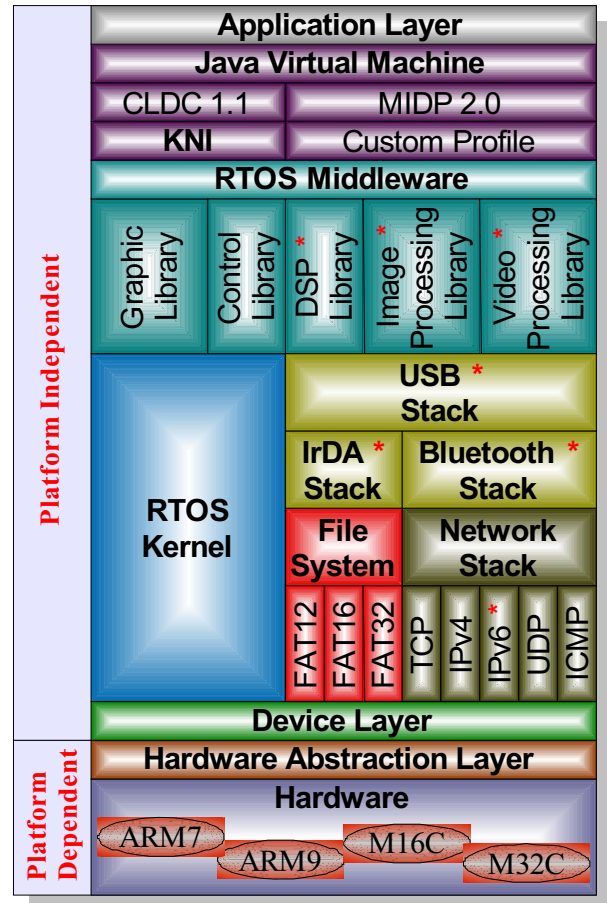 Application Layer
Java Virtual Machine
CLDC 1.1
MIDP 2.0
KNI
Custom Profile
RTOS Middleware
Graphic
Library
Control
Library
DSP *
Library
Image *
Processing
Library
Video *
Processing
Library
Platform Independent
RTOS
Kernel
USB *
Stack
IrDA *
Stack
Bluetooth *
Stack
File
System
Network
Stack
FAT12
FAT16
FAT32
TCP
IPv4
IPv6 *
UDP
ICMP
Device Layer
Platform
Dependent
Hardware Abstraction Layer
Hardware
ARM7
ARM9
M16C
M32C